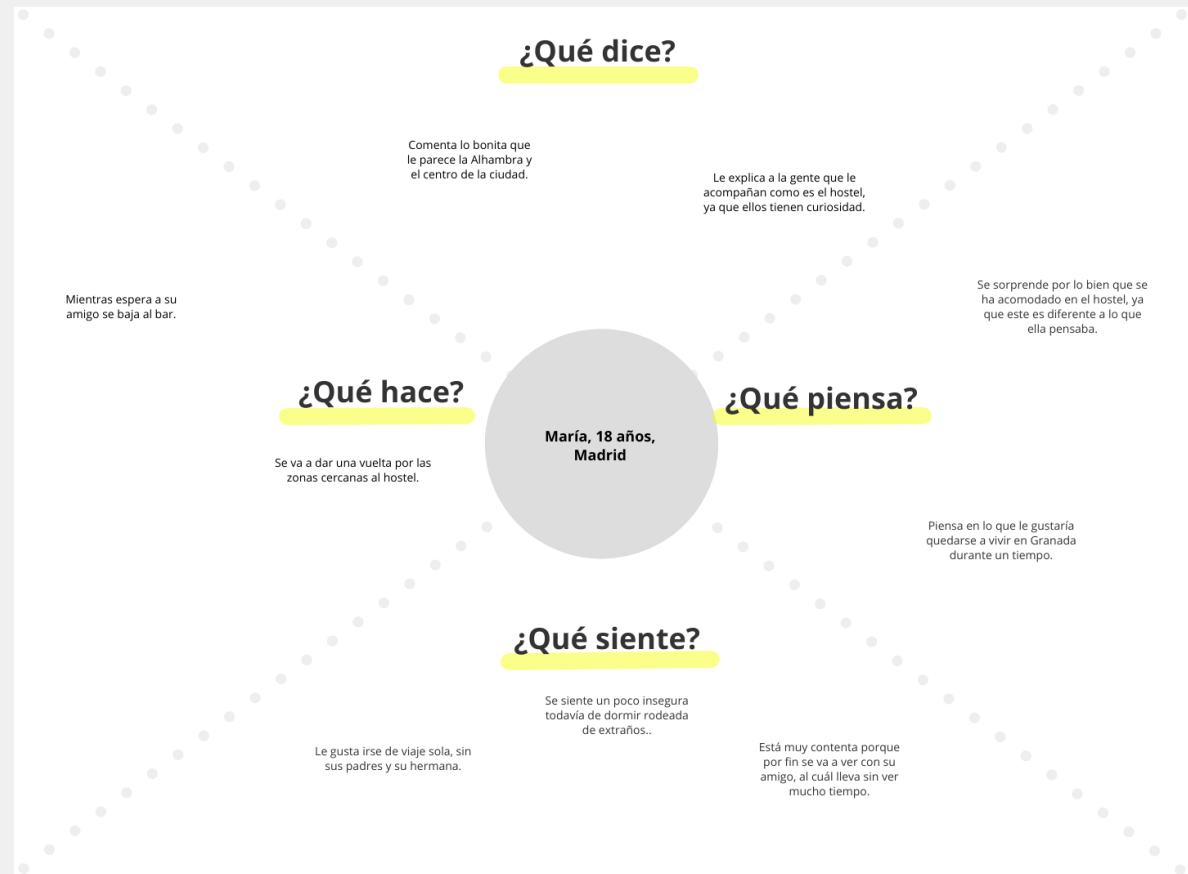 ¿Qué dice?
Comenta lo bonita que
le parece la Alhambra y
el centro de la ciudad.
Le explica a la gente que le
acompañan como es el hostel,
ya que ellos tienen curiosidad.
Mientras espera a su
amigo se baja al bar.
¿Qué hace?
Se va a dar una vuelta por las
zonas cercanas al hostel.
María, 18 años,
Madrid
Se sorprende por lo bien que se
ha acomodado en el hostel, ya
que este es diferente a lo que
ella pensaba.
¿Qué piensa?
Piensa en lo que le gustaría
quedarse a vivir en Granada
durante un tiempo.
¿Qué siente?
Se siente un poco insegura
todavía de dormir rodeada
de extraños..
Le gusta irse de viaje sola, sin
sus padres y su hermana.
Está muy contenta porque
por fin se va a ver con su
amigo, al cuál lleva sin ver
mucho tiempo.